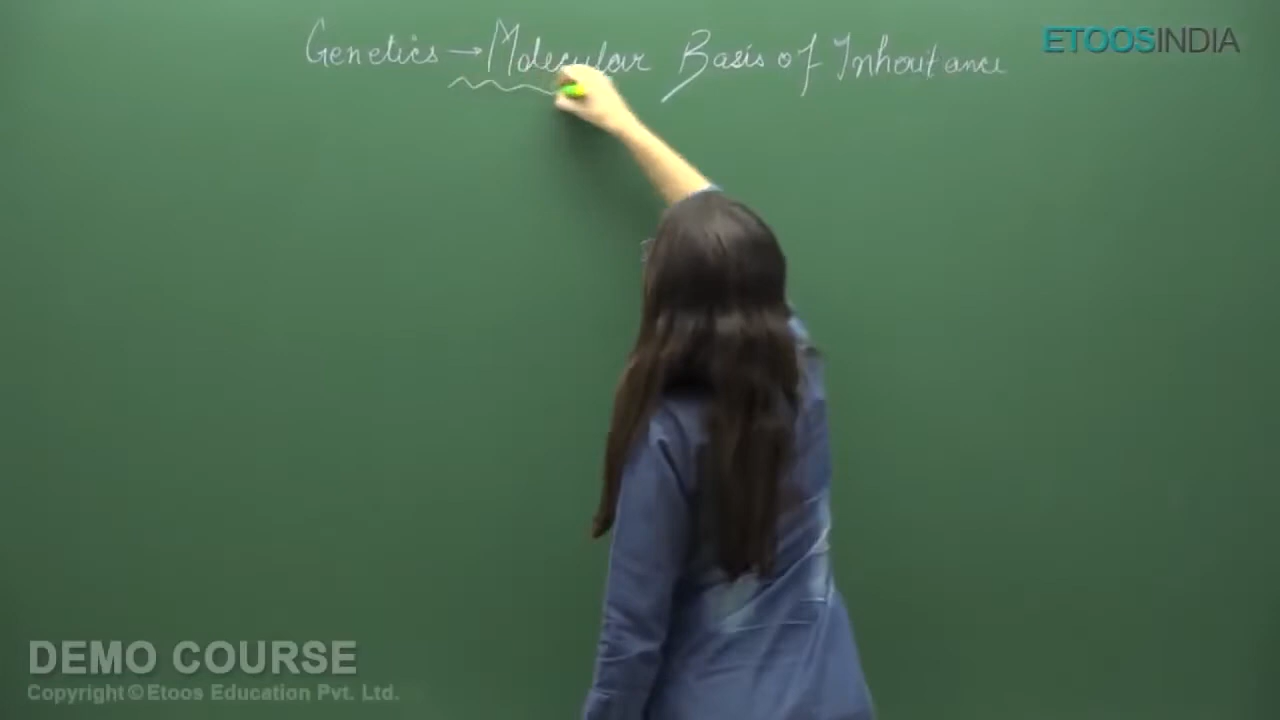 Genetics → Molecular Basis of Inheritance
ETOOSINDIA
DEMO COURSE
Copyright©Etoos Education Pvt. Ltd.